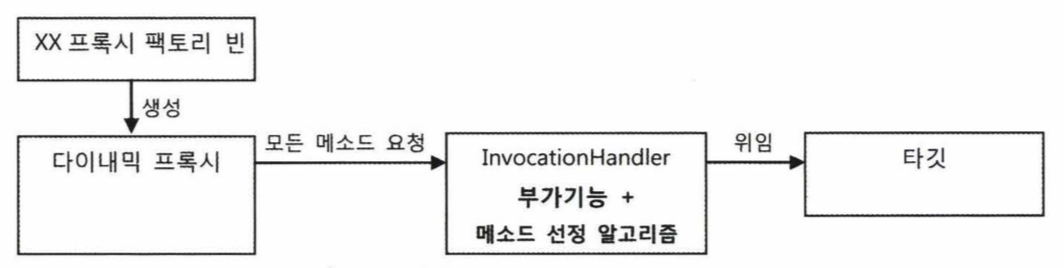 XX 프록시 팩토리 빈
생성
다이내믹 프록시
모든 메소드 요청
InvocationHandler
부가기능 +
메소드 선정 알고리즘
위임
타깃